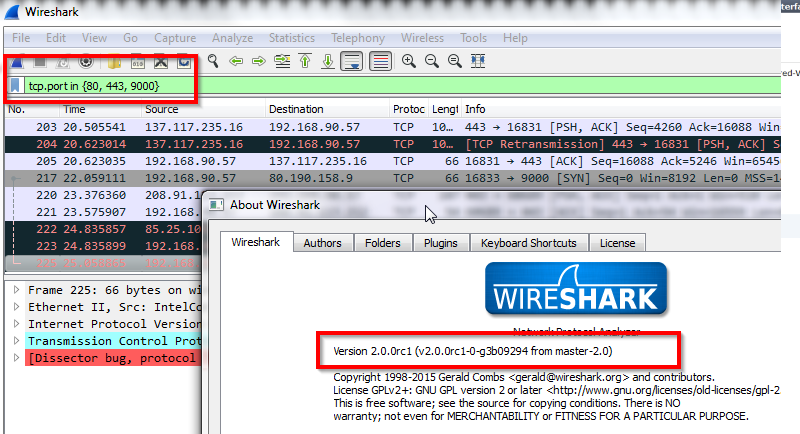 terfa
Wireshark
File Edit View Go Capture Analyze Statistics Telephony Wireless Tools Help
tcp.port in {80, 443, 9000}
red-W
No. Time Source Destination Protoc Lengt Info
203 20.505541 137.117.235.16 192.168.90.57 TCP 10… 443 → 16831 [PSH, ACK] Seq=4260 Ack=16088 Win=
204 20.623014 137.117.235.16 192.168.90.57 TCP 10… [TCP Retransmission] 443 → 16831 [PSH, ACK] S
205 20.623035 192.168.90.57 137.117.235.16 TCP 66 16831 → 443 [ACK] Seq=16088 Ack=5246 Win=6545
217 22.059111 192.168.90.57 80.190.158.9 TCP 66 16833 → 9000 [SYN] Seq=0 Win=8192 Len=0 MSS=1
220 23.376360 208.91.1
221 23.575907 192.168.
222 24.835857 85.25.10
223 24.835899 192.168.
225 25.858865 192.168
About Wireshark
Wireshark Authors Folders Plugins Keyboard Shortcuts License
WIRESHARK
Network Protocol Analyzer
Version 2.0.0rc1 (v2.0.0rc1-0-g3b09294 from master-2.0)
Copyright 1998-2015 Gerald Combs <gerald@wireshark.org> and contributors.
License GPLv2+: GNU GPL version 2 or later <http://www.gnu.org/licenses/old-licenses/gpl-2
This is free software; see the source for copying conditions. There is NO
warranty; not even for MERCHANTABILITY or FITNESS FOR A PARTICULAR PURPOSE.
Frame 225: 66 bytes on wi
Ethernet II, Src: IntelCo
Internet Protocol Version
Transmission Control Prot
[Dissector bug, protocol